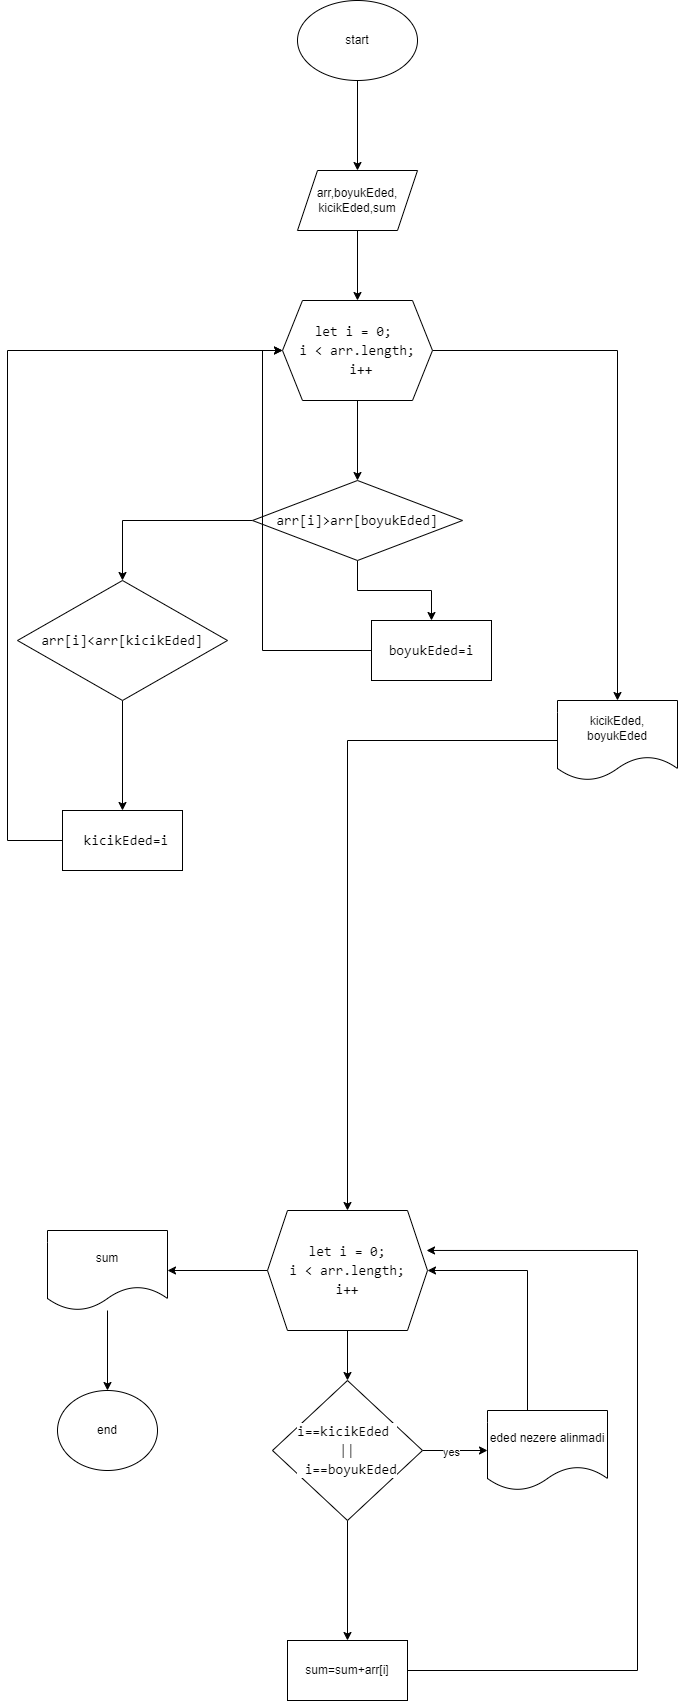 start
arr,boyukEded,
kicikEded,sum
let i = 0;
i < arr.length;
i++
arr[i]>arr[boyukEded]
arr[i]<arr[kicikEded]
boyukEded=i
kicikEded,
boyukEded
kicikEded=i
let i = 0;
i < arr.length;
i++
sum
end
i==kicikEded
||
i==boyukEded
yes
eded nezere alinmadi
sum=sum+arr[i]